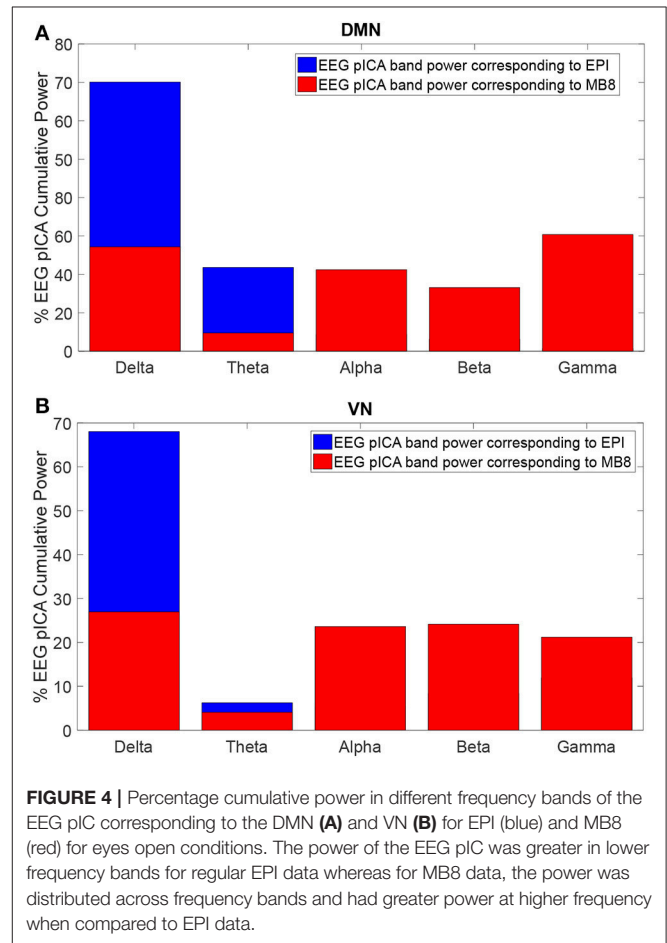 A
DMN
80
70
60
50
60
40
20
0
% EEG pICA Cumulative Power
EEG pICA band power corresponding to EPI
EEG pICA band power corresponding to MB8
Delta Theta Alpha Beta Gamma
B
VN
70
60
50
40
30
20
10
0
% EEG pICA Cumulative Power
EEG pICA band power corresponding to EPI
EEG pICA band power corresponding to MB8
Delta Theta Alpha Beta Gamma
FIGURE 4 | Percentage cumulative power in different frequency bands of the
EEG pIC corresponding to the DMN (A) and VN (B) for EPI (blue) and MB8
(red) for eyes open conditions. The power of the EEG pIC was greater in lower
frequency bands for regular EPI data whereas for MB8 data, the power was
distributed across frequency bands and had greater power at higher frequency
when compared to EPI data.